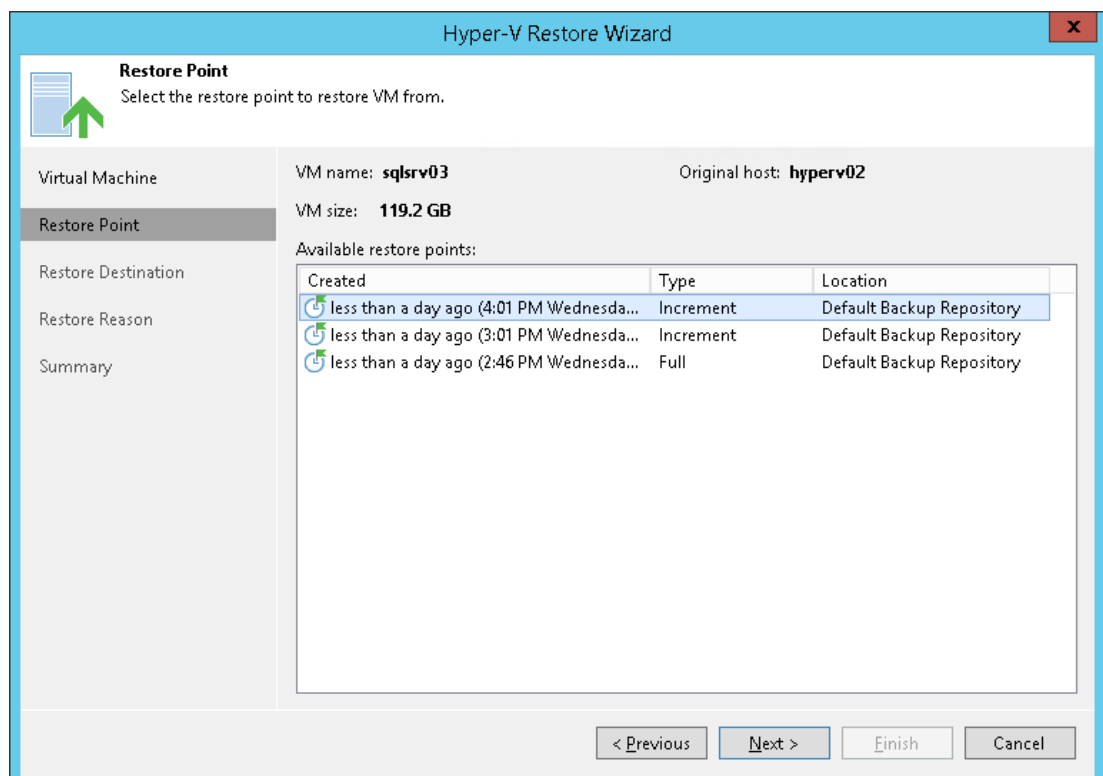 Hyper-V Restore Wizard
x
Restore Point
Select the restore point to restore VM from.
Virtual Machine
Restore Point
Restore Destination
Restore Reason
Summary
VM name: sqlsrv03 Original host: hyperv02
VM size: 119.2 GB
Available restore points:
Created Type Location
less than a day ago (4:01 PM Wednesda... Increment Default Backup Repository
less than a day ago (3:01 PM Wednesda... Increment Default Backup Repository
less than a day ago (2:46 PM Wednesda... Full Default Backup Repository
< Previous Next > Finish Cancel